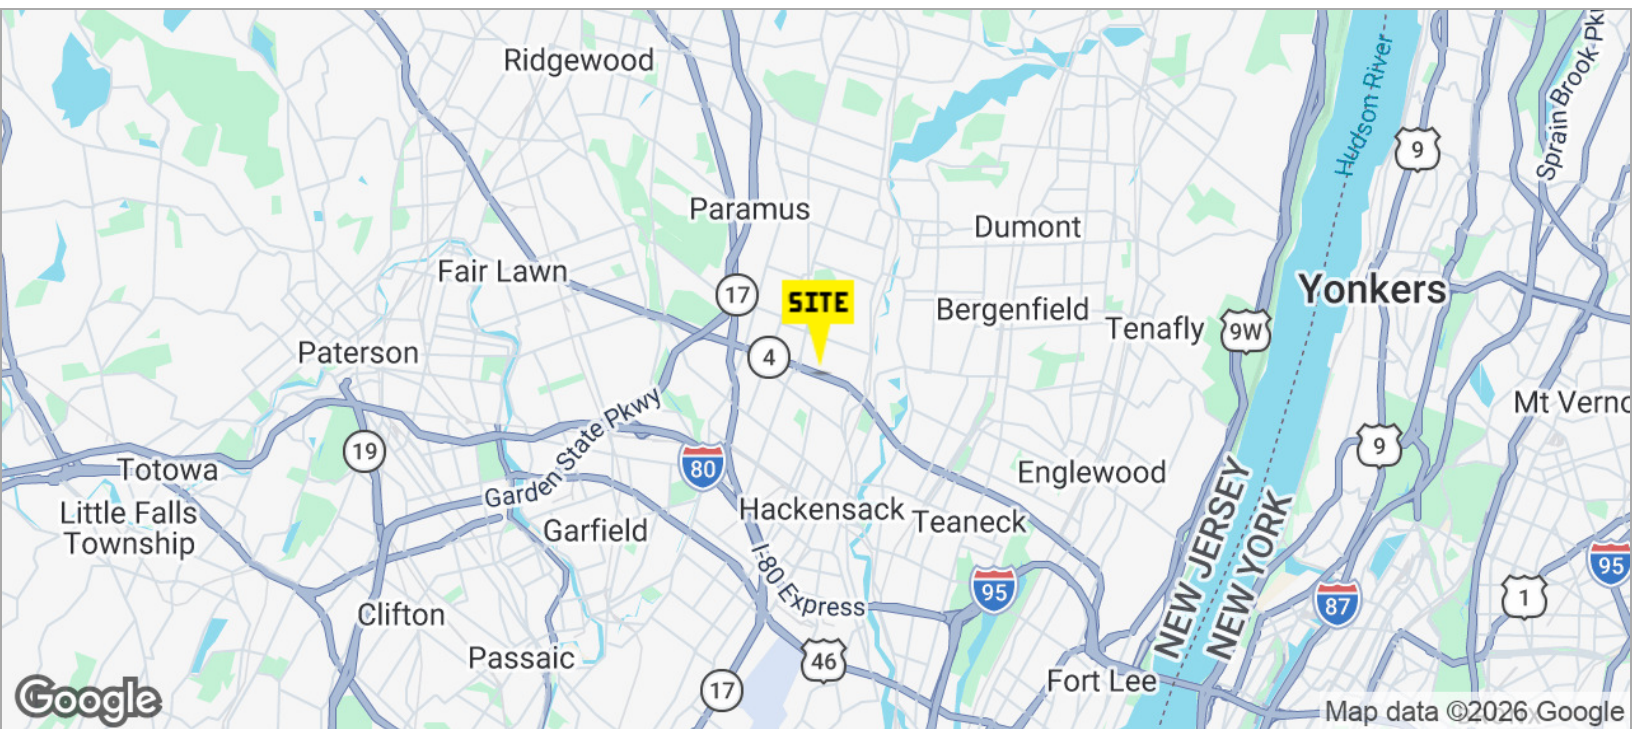 Ridgewood
Hudson River
Sprain Brook Pk
9
Paramus
Dumont
Fair Lawn
17
SITE
Bergenfield
Yonkers
Tenafly
9W
Paterson
4
Mt Verno
Garden State Pkwy
19
80
9
Totowa
Englewood
Little Falls
Township
Hackensack
Teaneck
Garfield
NEW JERSEY
NEW YORK
I-80 Express
95
95
87
1
Clifton
Passaic
46
17
Fort Lee
Google
Map data ©2026 Google